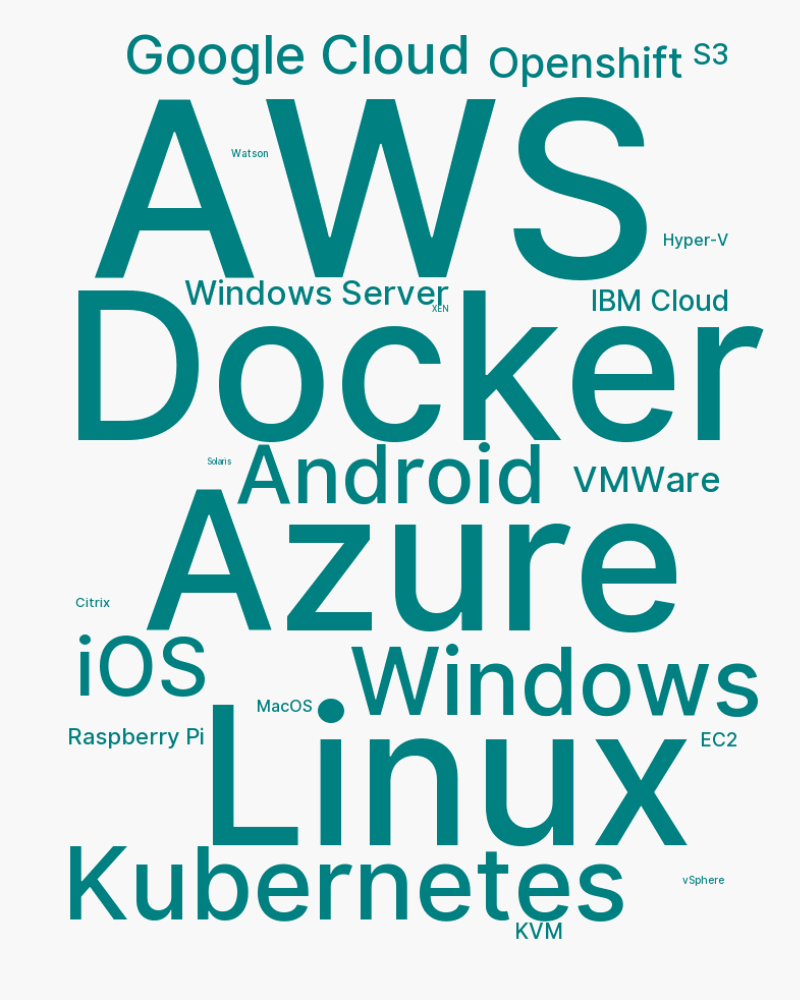 Google Cloud
Openshift
S3
AWS
Watson
Hyper-V
Windows Server
IBM Cloud
XEN
Docker
Solaris
Android
VMWare
Azure
Citrix
iOS
Windows
MacOS
Raspberry Pi
Linux
EC2
Kubernetes
vSphere
KVM